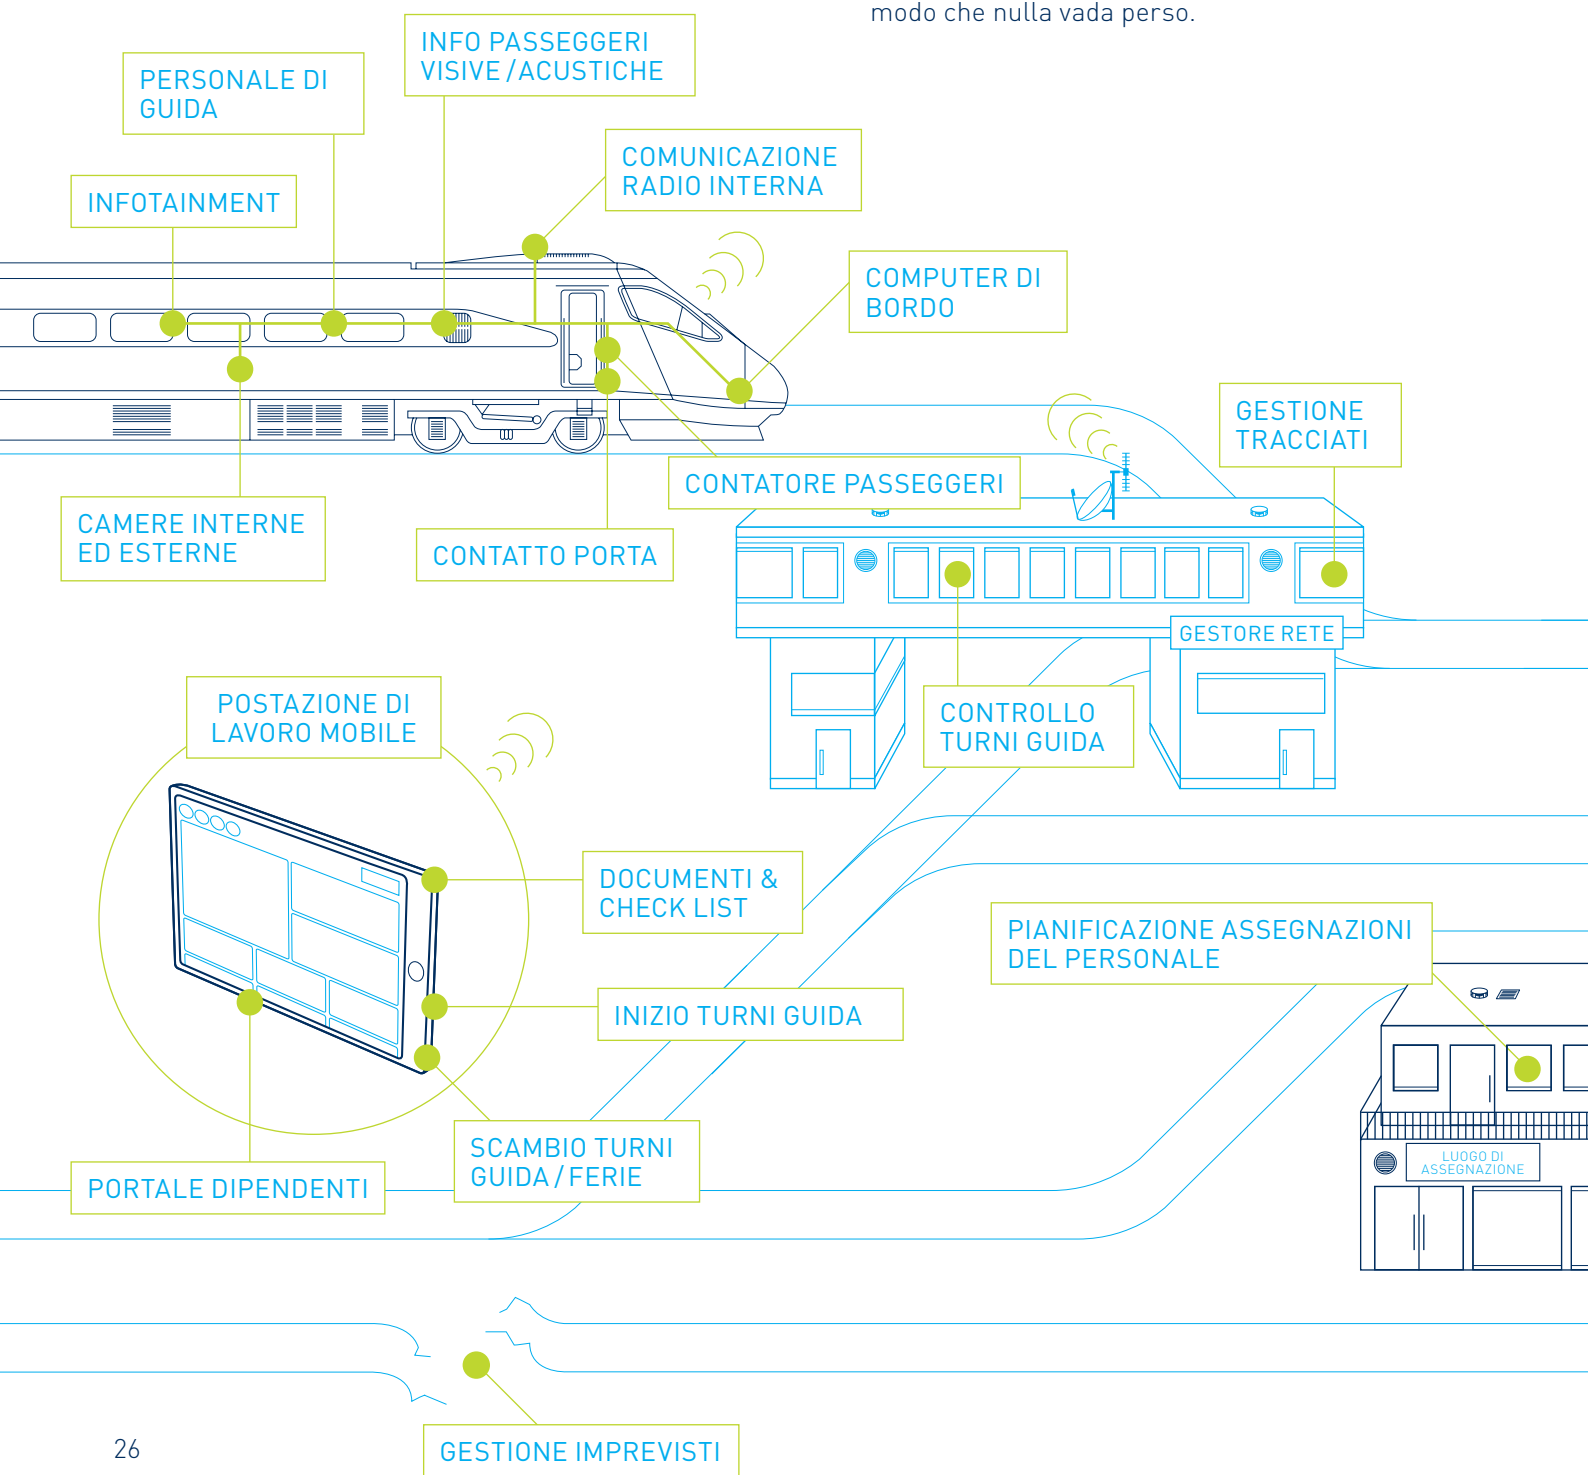 modo che nulla vada perso.
INFO PASSEGGERI
VISIVE / ACUSTICHE
PERSONALE DI
GUIDA
COMUNICAZIONE
RADIO INTERNA
INFOTAINMENT
COMPUTER DI
BORDO
GESTIONE
TRACCIATI
CONTATORE PASSEGGERI
CAMERE INTERNE
ED ESTERNE
CONTATTO PORTA
GESTORE RETE
POSTAZIONE DI
LAVORO MOBILE
CONTROLLO
TURNI GUIDA
DOCUMENTI &
CHECK LIST
PIANIFICAZIONE ASSEGNAZIONI
DEL PERSONALE
INIZIO TURNI GUIDA
SCAMBIO TURNI
GUIDA / FERIE
LUOGO DI
ASSEGNAZIONE
PORTALE DIPENDENTI
GESTIONE IMPREVISTI
26